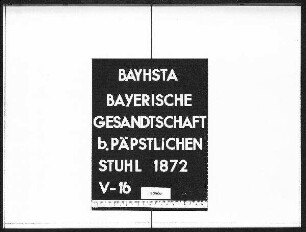 BAYHSTA
BAYERISCHE
GESANDTSCHAFT
b. PÄPSTLiCHEN
STUHL 1872
V-16